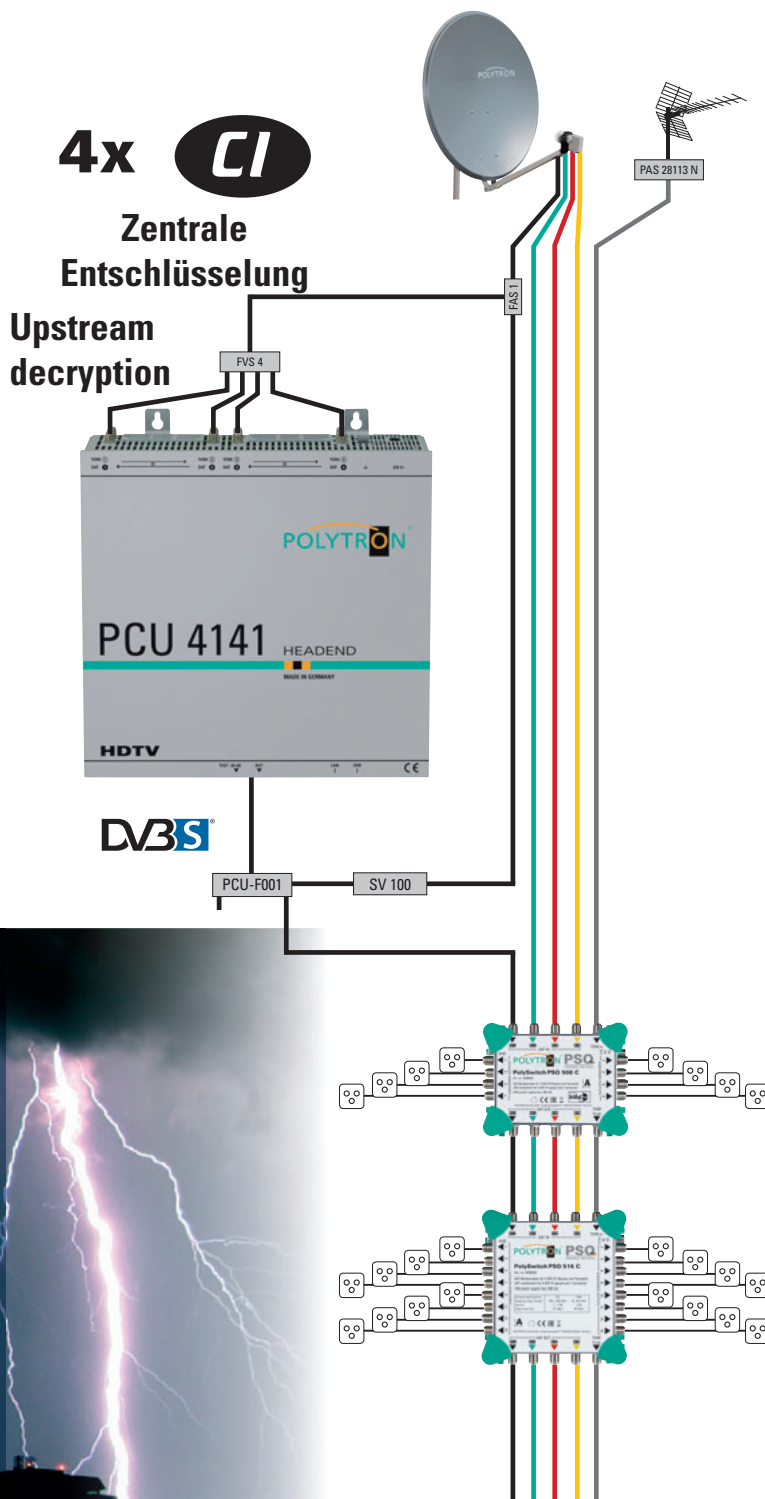 POLYTRON
4x CI
PAS 28113 N
Zentrale
Entschlüsselung
FAS 1
Upstream
decryption
FVS 4
POLYTRON
PCU 4141 HEADEND
MADE IN GERMANY
HDTV
CE
DVB S
PCU-F001
SV 100
POLYTRON PSQ
PolySwitch PSQ 508 C
POLYTRON PSQ
PolySwitch PSQ 516 C